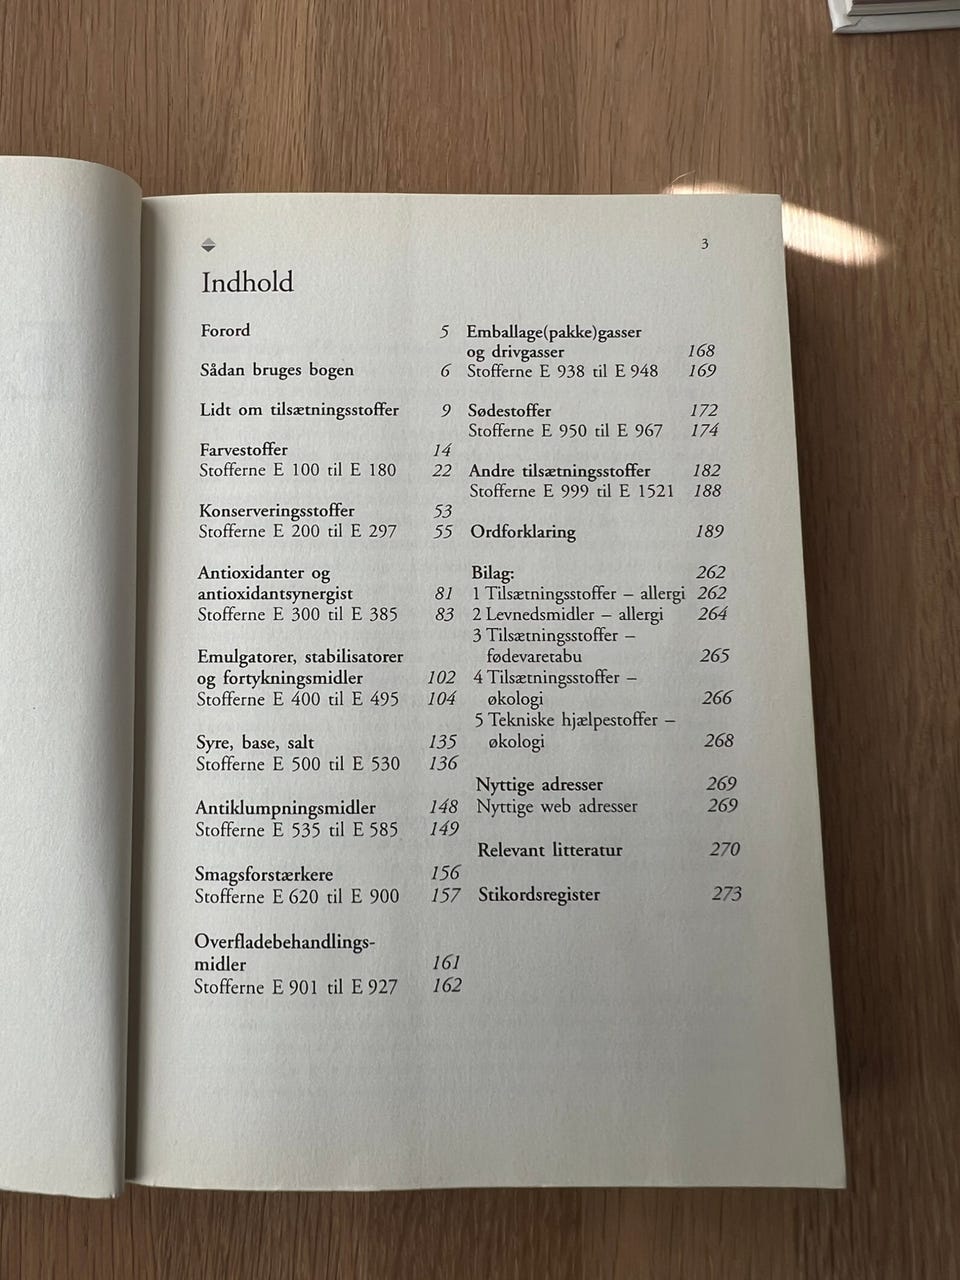 3
Indhold
Forord 5
Sådan bruges bogen 6
Lidt om tilsætningsstoffer 9
Farvestoffer 14
Stofferne E 100 til E 180 22
Konserveringsstoffer 53
Stofferne E 200 til E 297 55
Antioxidanter og
antioxidantsynergist 81
Stofferne E 300 til E 385 83
Emulgatorer, stabilisatorer
og fortykningsmidler 102
Stofferne E 400 til E 495 104
Syre, base, salt 135
Stofferne E 500 til E 530 136
Antiklumpningsmidler 148
Stofferne E 535 til E 585 149
Smagsforstærkere 156
Stofferne E 620 til E 900 157
Overfladebehandlings-
midler 161
Stofferne E 901 til E 927 162
Emballage(pakke)gasser
og drivgasser 168
Stofferne E 938 til E 948 169
Sødestoffer 172
Stofferne E 950 til E 967 174
Andre tilsætningsstoffer 182
Stofferne E 999 til E 1521 188
Ordforklaring 189
Bilag: 262
1 Tilsætningsstoffer – allergi 262
2 Levnedsmidler – allergi 264
3 Tilsætningsstoffer –
fødevaretabu 265
4 Tilsætningsstoffer –
økologi 266
5 Tekniske hjælpestoffer –
økologi 268
Nyttige adresser 269
Nyttige web adresser 269
Relevant litteratur 270
Stikordsregister 273